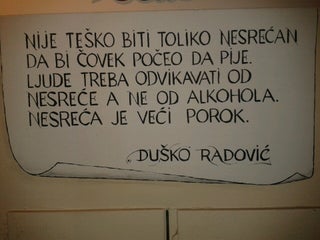 NIJE TEŠKO BITI TOLIKO NESREĆAN
DA BI ČOVEK POČEO DA PIJE.
LJUDE TREBA ODVIKAVATI OD
NESREĆE A NE OD ALKOHOLA.
NESREĆA JE VEĆI POROK.
DUŠKO RADOVIĆ